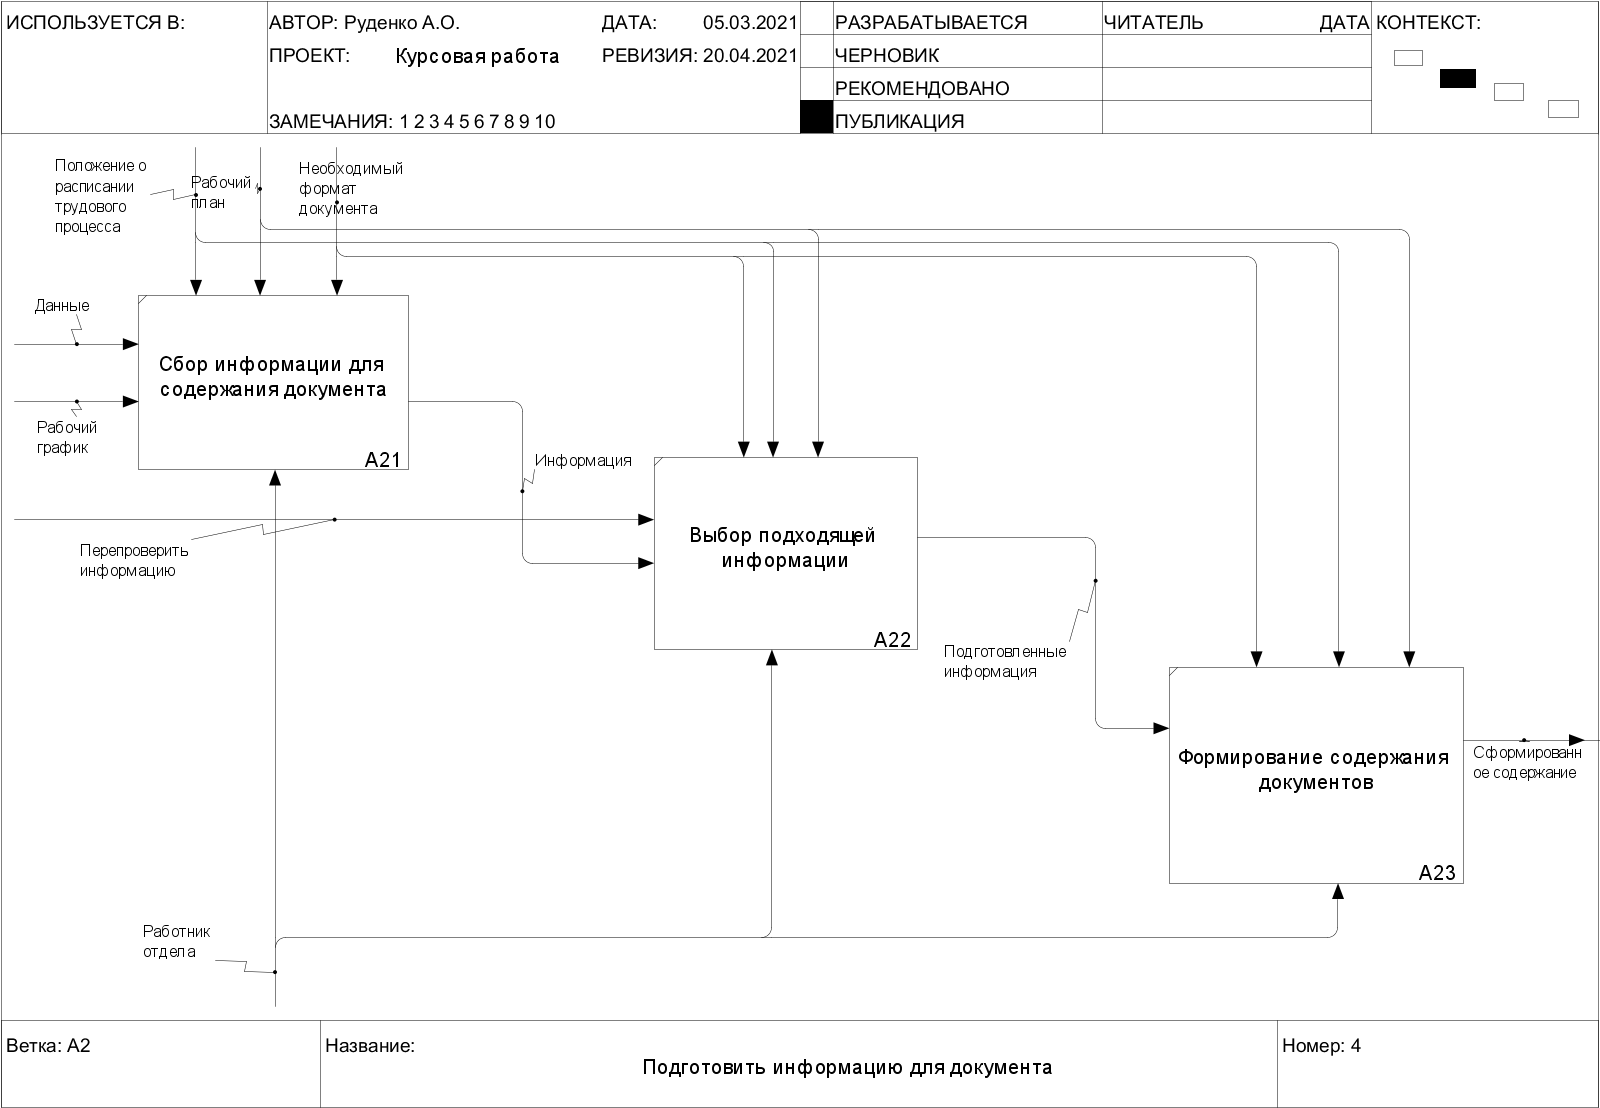 ИСПОЛЬЗУЕТСЯ В:
АВТОР: Руденко А.О.
ДАТА: 05.03.2021
ПРОЕКТ: Курсовая работа
РЕВИЗИЯ: 20.04.2021
ЗАМЕЧАНИЯ: 1 2 3 4 5 6 7 8 9 10
РАЗРАБАТЫВАЕТСЯ
ЧЕРНОВИК
РЕКОМЕНДОВАНО
ПУБЛИКАЦИЯ
ЧИТАТЕЛЬ
ДАТА
КОНТЕКСТ:
Положение о
расписании
трудового
процесса
Рабочий
план
Необходимый
формат
документа
Данные
Сбор информации для
содержания документа
A21
Рабочий
график
Информация
Перепроверить
информацию
Выбор подходящей
информации
A22
Подготовленные
информация
Формирование содержания
документов
A23
Сформированн
ое содержание
Работник
отдела
Ветка: A2
Название:
Подготовить информацию для документа
Номер: 4